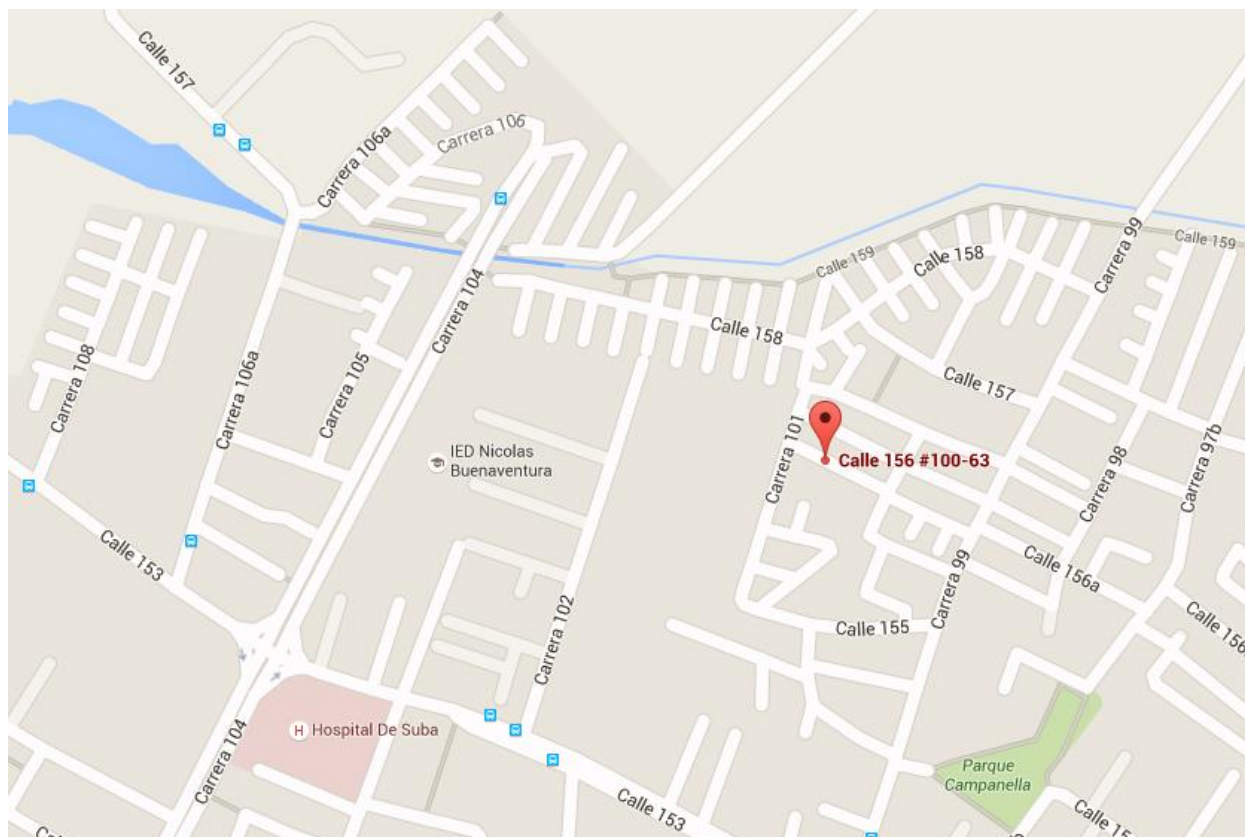 Calle 157
Carrera 106a
Carrera 106
Carrera 99
Calle 159
Calle 159
Calle 158
Carrera 104
Calle 158
Carrera 108
Carrera 106a
Carrera 105
Calle 157
Carrera 101
IED Nicolas
Buenaventura
Calle 156 #100-63
Carrera 98
Carrera 97b
Calle 153
Calle 156a
Carrera 99
Carrera 102
Calle 155
Calle 156
H
Hospital De Suba
Carrera 104
Parque
Campanella
Calle 153